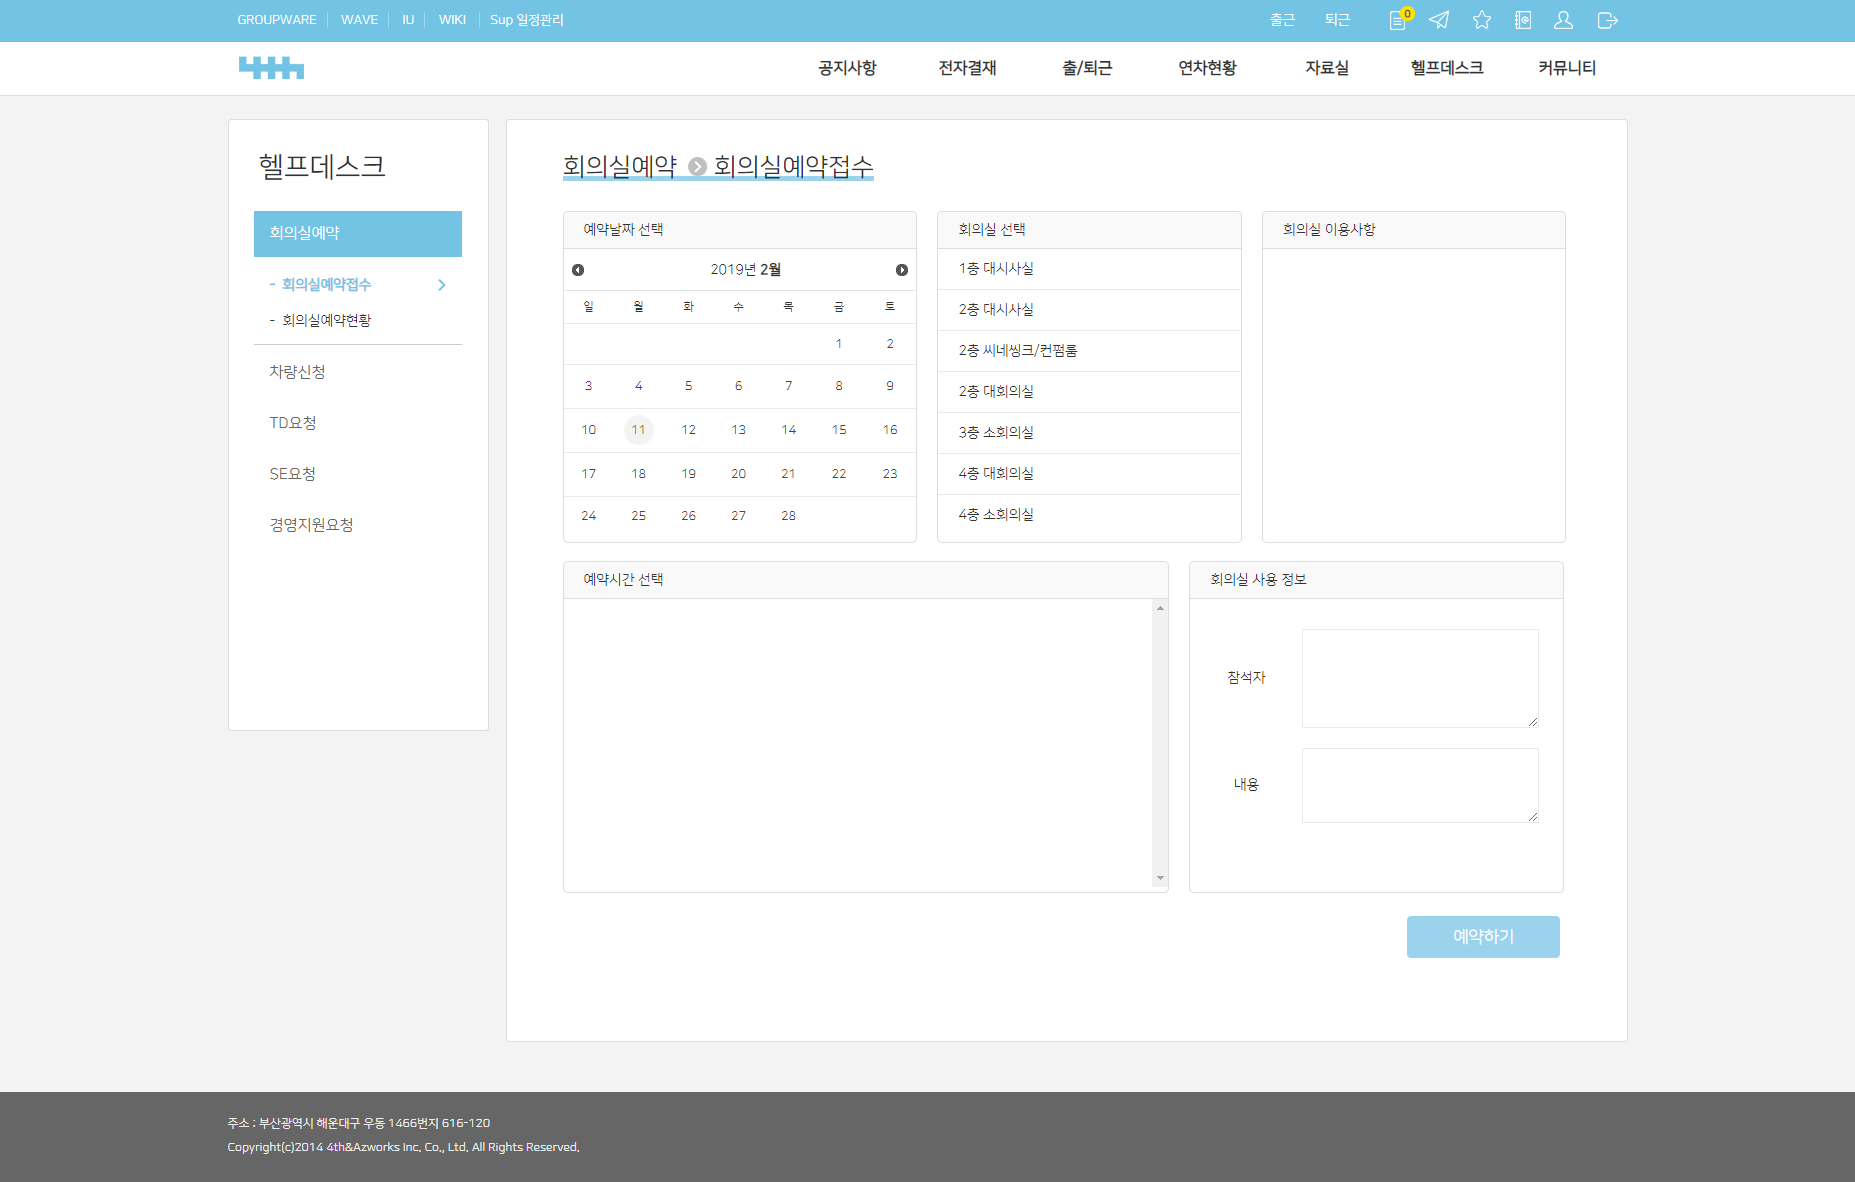 GROUPWARE WAVE IU WIKI Sup 일정관리 출근 퇴근 0
4th 공지사항 전자결재 출/퇴근 연차현황 자료실 헬프데스크 커뮤니티
헬프데스크
회의실예약
- 회의실예약접수
- 회의실예약현황
차량신청
TD요청
SE요청
경영지원요청
회의실예약 회의실예약접수
예약날짜 선택
2019년 2월
일 월 화 수 목 금 토
1 2
3 4 5 6 7 8 9
10 11 12 13 14 15 16
17 18 19 20 21 22 23
24 25 26 27 28
회의실 선택
1층 대시사실
2층 대시사실
2층 씨네씽크/컨쩜룸
2층 대회의실
3층 소회의실
4층 대회의실
4층 소회의실
회의실 이용사항
예약시간 선택
회의실 사용 정보
참석자
내용
예약하기
주소 : 부산광역시 해운대구 우동 1466번지 616-120
Copyright(c)2014 4th&Azworks Inc. Co., Ltd. All Rights Reserved.